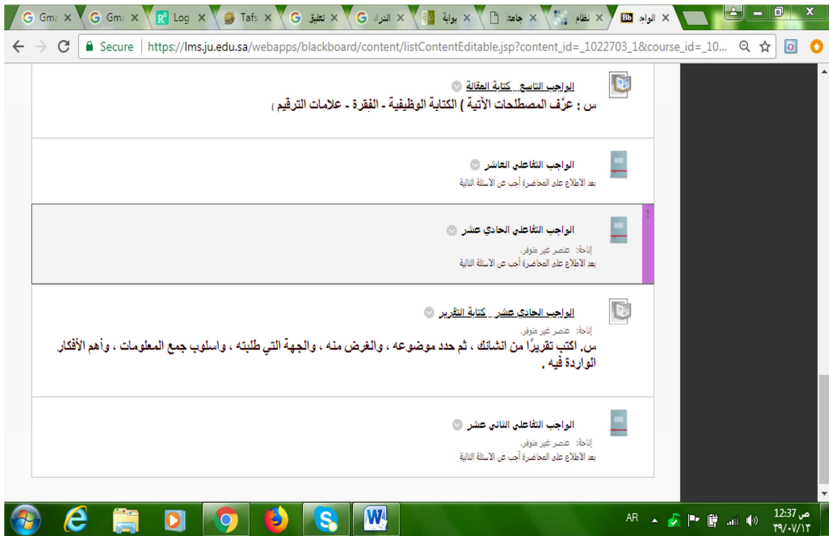 Gm
Gm
Log
Tafs
تعليق
الدرا
بوابة
جامعة
نظام
الواج
Secure | https://lms.ju.edu.sa/webapps/blackboard/content/listContentEditable.jsp?content_id=_1022703_1&course_id=_10...
الواجب التاسع _ كتابة المقالة
س : عرَّف المصطلحات الآتية ) الكتابة الوظيفية - الفِقرة - علامات الترقيم )
الواجب التفاعلي العاشر
بعد الاطلاع على المحاضرة أجب عن الأسئلة التالية
الواجب التفاعلي الحادي عشر
إتاحة: عنصر غير متوفر.
بعد الاطلاع على المحاضرة أجب عن الأسئلة التالية
الواجب الحادي عشر _ كتابة التقرير
إتاحة: عنصر غير متوفر.
س. اكتب تقريرًا من انشائك ، ثم حدد موضوعه ، والغرض منه ، والجهة التي طلبته ، واسلوب جمع المعلومات ، وأهم الأفكار
الواردة فيه .
الواجب التفاعلي الثاني عشر
إتاحة: عنصر غير متوفر.
بعد الاطلاع على المحاضرة أجب عن الأسئلة التالية
AR
12:37 ص
٣٩/٠٧/١٣